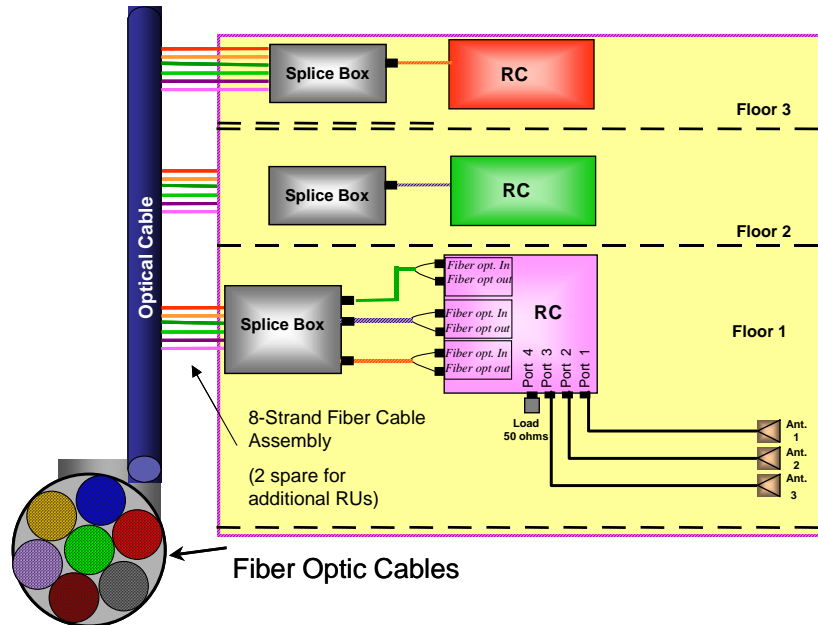 Splice Box
RC
Floor 3
Splice Box
RC
Floor 2
Optical Cable
Fiber opt. In
Fiber opt out
Splice Box
Fiber opt. In
Fiber opt out
RC
Floor 1
Fiber opt. In
Fiber opt out
Port 4
Port 3
Port 2
Port 1
Load
50 ohms
8-Strand Fiber Cable
Assembly
(2 spare for
additional RUs)
Ant.
1
Ant.
2
Ant.
3
Fiber Optic Cables